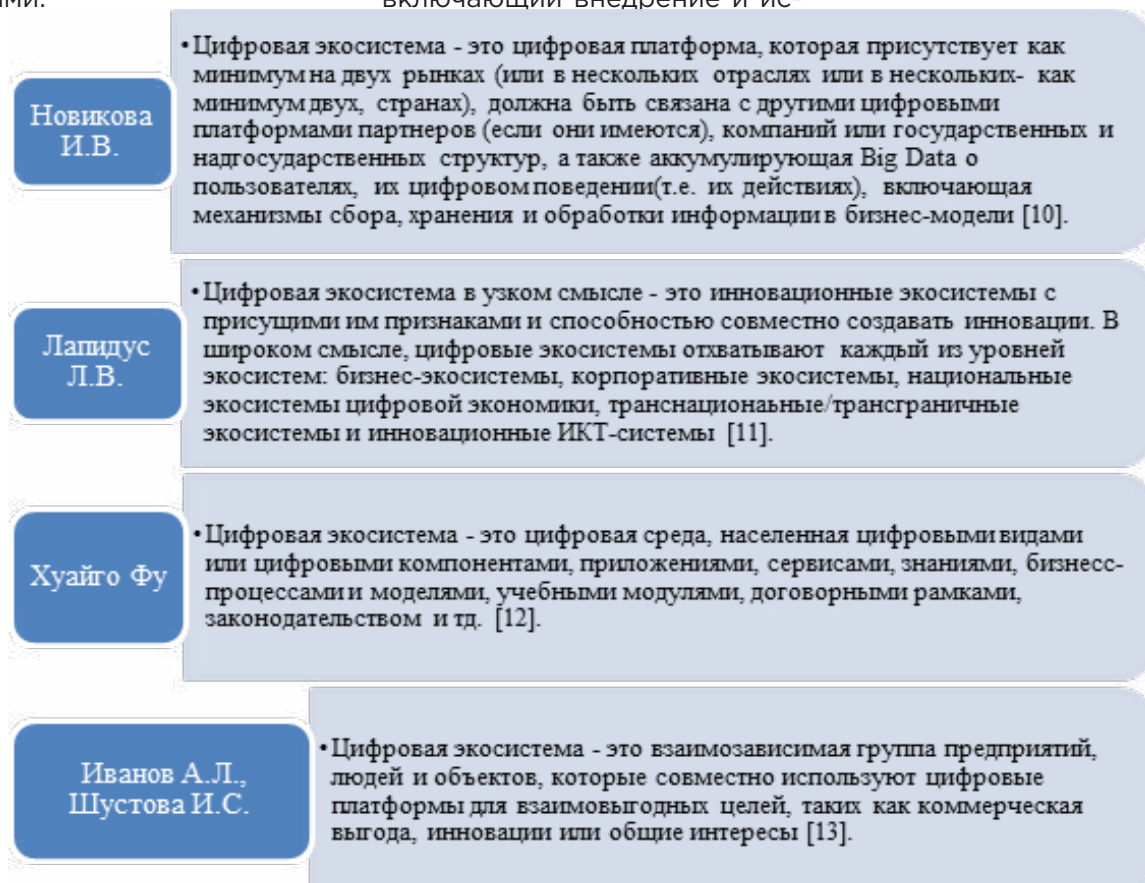 ими.
включающий внедрение и ис-
Новикова
И.В.
•Цифровая экосистема - это цифровая платформа, которая присутствует как
минимум на двух рынках (или в нескольких отраслях или в нескольких- как
минимум двух, странах), должна быть связана с другими цифровыми
платформами партнеров (если они имеются), компаний или государственных и
надгосударственных структур, а также аккумулирующая Big Data о
пользователях, их цифровом поведении(т.е. их действиях), включающая
механизмы сбора, хранения и обработки информации в бизнес-модели [10].
Лапидус
Л.В.
•Цифровая экосистема в узком смысле - это инновационные экосистемы с
присущими им признаками и способностью совместно создавать инновации. В
широком смысле, цифровые экосистемы отхватывают каждый из уровней
экосистем: бизнес-экосистемы, корпоративные экосистемы, национальные
экосистемы цифровой экономики, транснационаьные/трансграничные
экосистемы и инновационные ИКТ-системы [11].
Хуайго Фу
•Цифровая экосистема - это цифровая среда, населенная цифровыми видами
или цифровыми компонентами, приложениями, сервисами, знаниями, бизнесс-
процессами и моделями, учебными модулями, договорными рамками,
законодательством и тд. [12].
Иванов А.Л.,
Шустова И.С.
•Цифровая экосистема - это взаимозависимая группа предприятий,
людей и объектов, которые совместно используют цифровые
платформы для взаимовыгодных целей, таких как коммерческая
выгода, инновации или общие интересы [13].